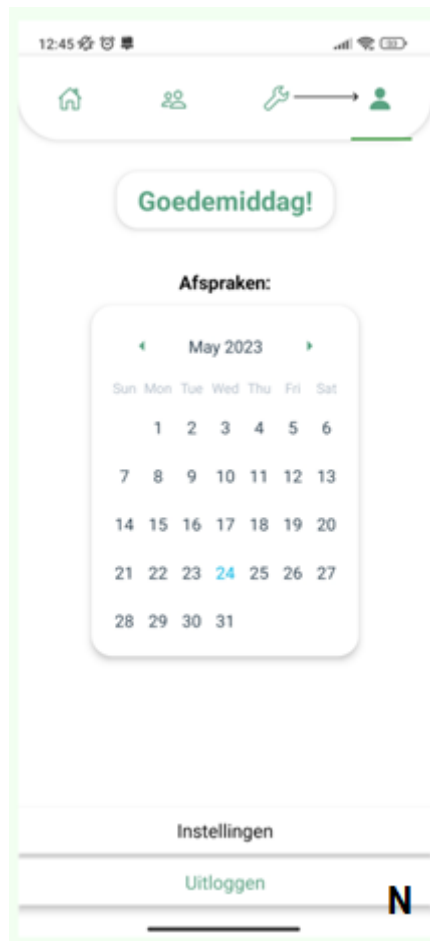 12:45 33
Goedemiddag!
Afspraken:
May 2023
Sun Mon Tue Wed Thu Fri Sat
1 2 3 4 5 6
7 8 9 10 11 12 13
14 15 16 17 18 19 20
21 22 23 24 25 26 27
28 29 30 31
Instellingen
Uitloggen
N